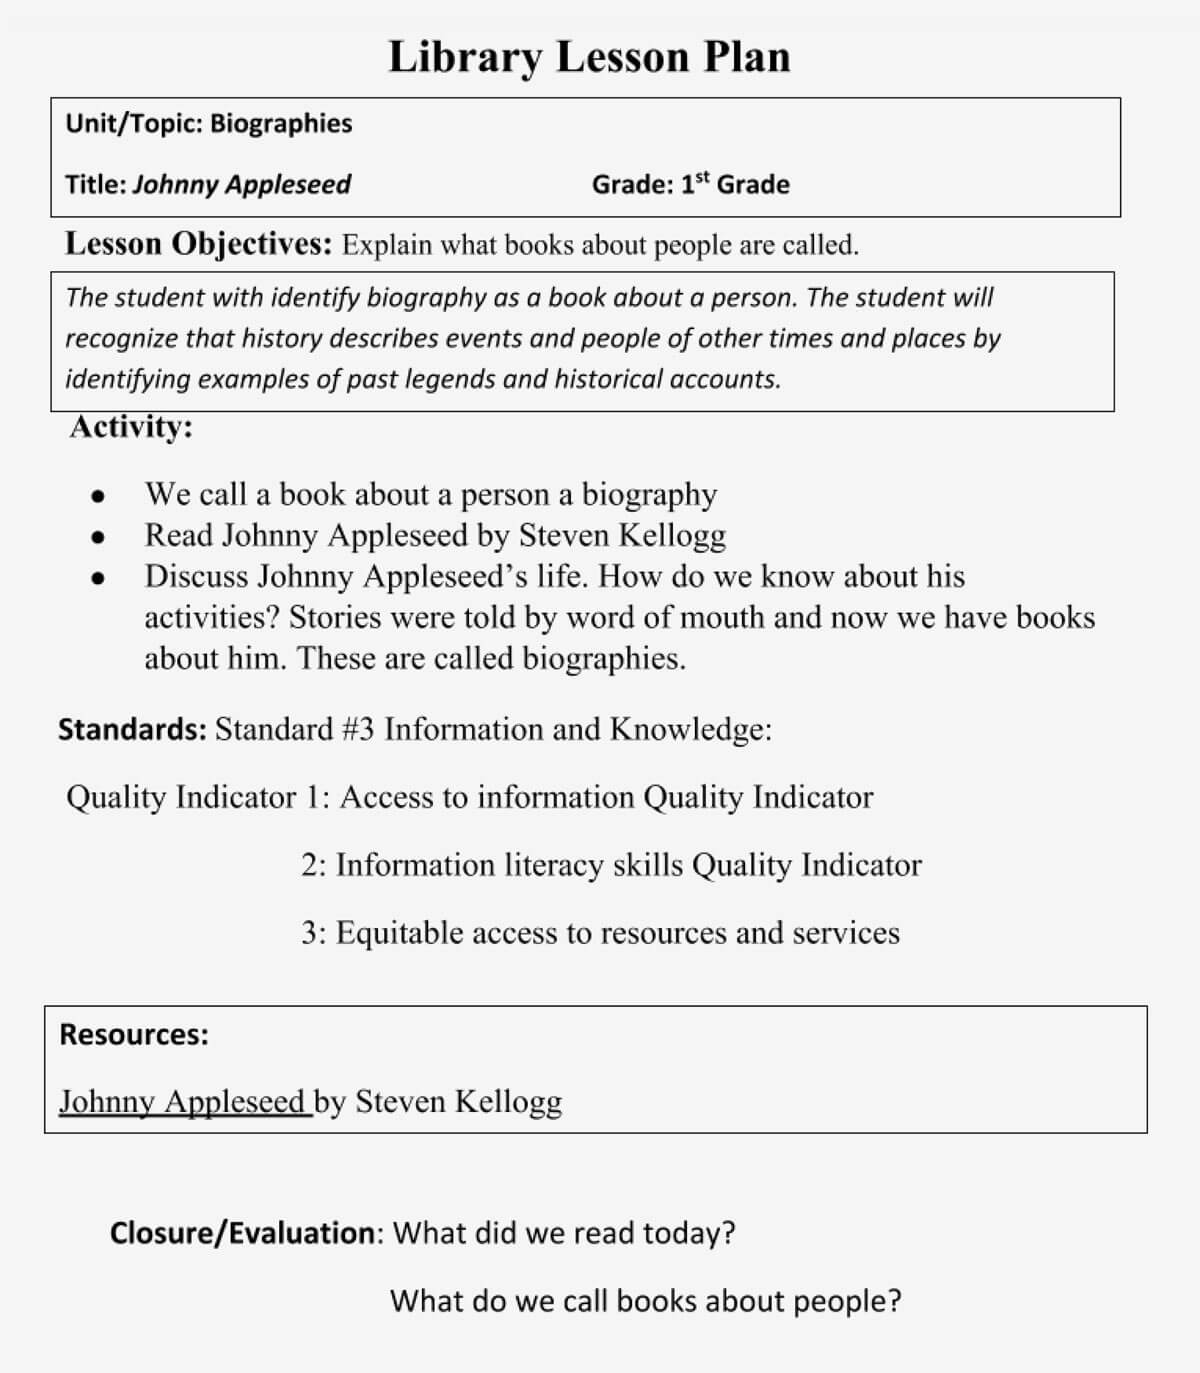 Library Lesson Plan
Unit/Topic: Biographies
Title: Johnny Appleseed Grade: 1st Grade
Lesson Objectives: Explain what books about people are called.
The student with identify biography as a book about a person. The student will
recognize that history describes events and people of other times and places by
identifying examples of past legends and historical accounts.
Activity:
● We call a book about a person a biography
● Read Johnny Appleseed by Steven Kellogg
● Discuss Johnny Appleseed’s life. How do we know about his
activities? Stories were told by word of mouth and now we have books
about him. These are called biographies.
Standards: Standard #3 Information and Knowledge:
Quality Indicator 1: Access to information Quality Indicator
2: Information literacy skills Quality Indicator
3: Equitable access to resources and services
Resources:
Johnny Appleseed by Steven Kellogg
Closure/Evaluation: What did we read today?
What do we call books about people?